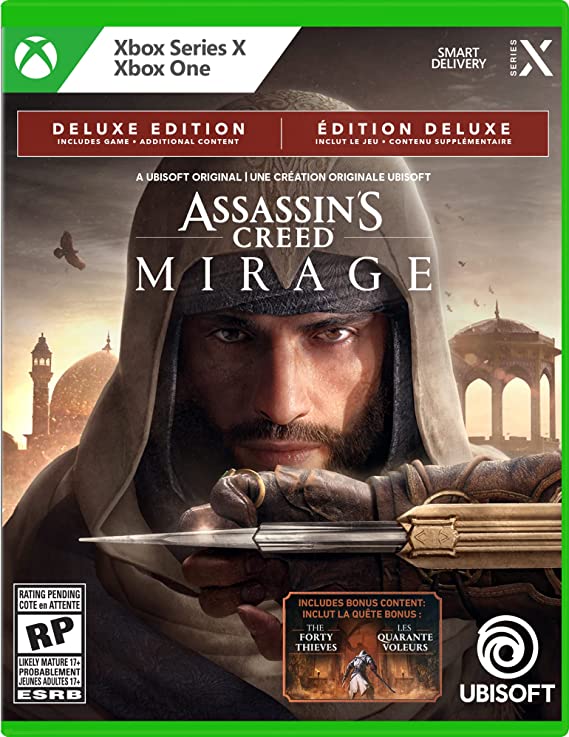 Xbox Series X
Xbox One
SMART
DELIVERY
SERIES X
DELUXE EDITION
INCLUDES GAME • ADDITIONAL CONTENT
ÉDITION DELUXE
INCLUT LE JEU • CONTENU SUPPLÉMENTAIRE
A UBISOFT ORIGINAL | UNE CRÉATION ORIGINALE UBISOFT
ASSASSIN'S
CREED
MIRAGE
RATING PENDING
COTE en ATTENTE
RP
LIKELY MATURE 17+
PROBABLEMENT
JEUNES ADULTES 17+
ESRB
INCLUDES BONUS CONTENT:
INCLUT LA QUÊTE BONUS :
THE
FORTY
THIEVES
LES
QUARANTE
VOLEURS
UBISOFT